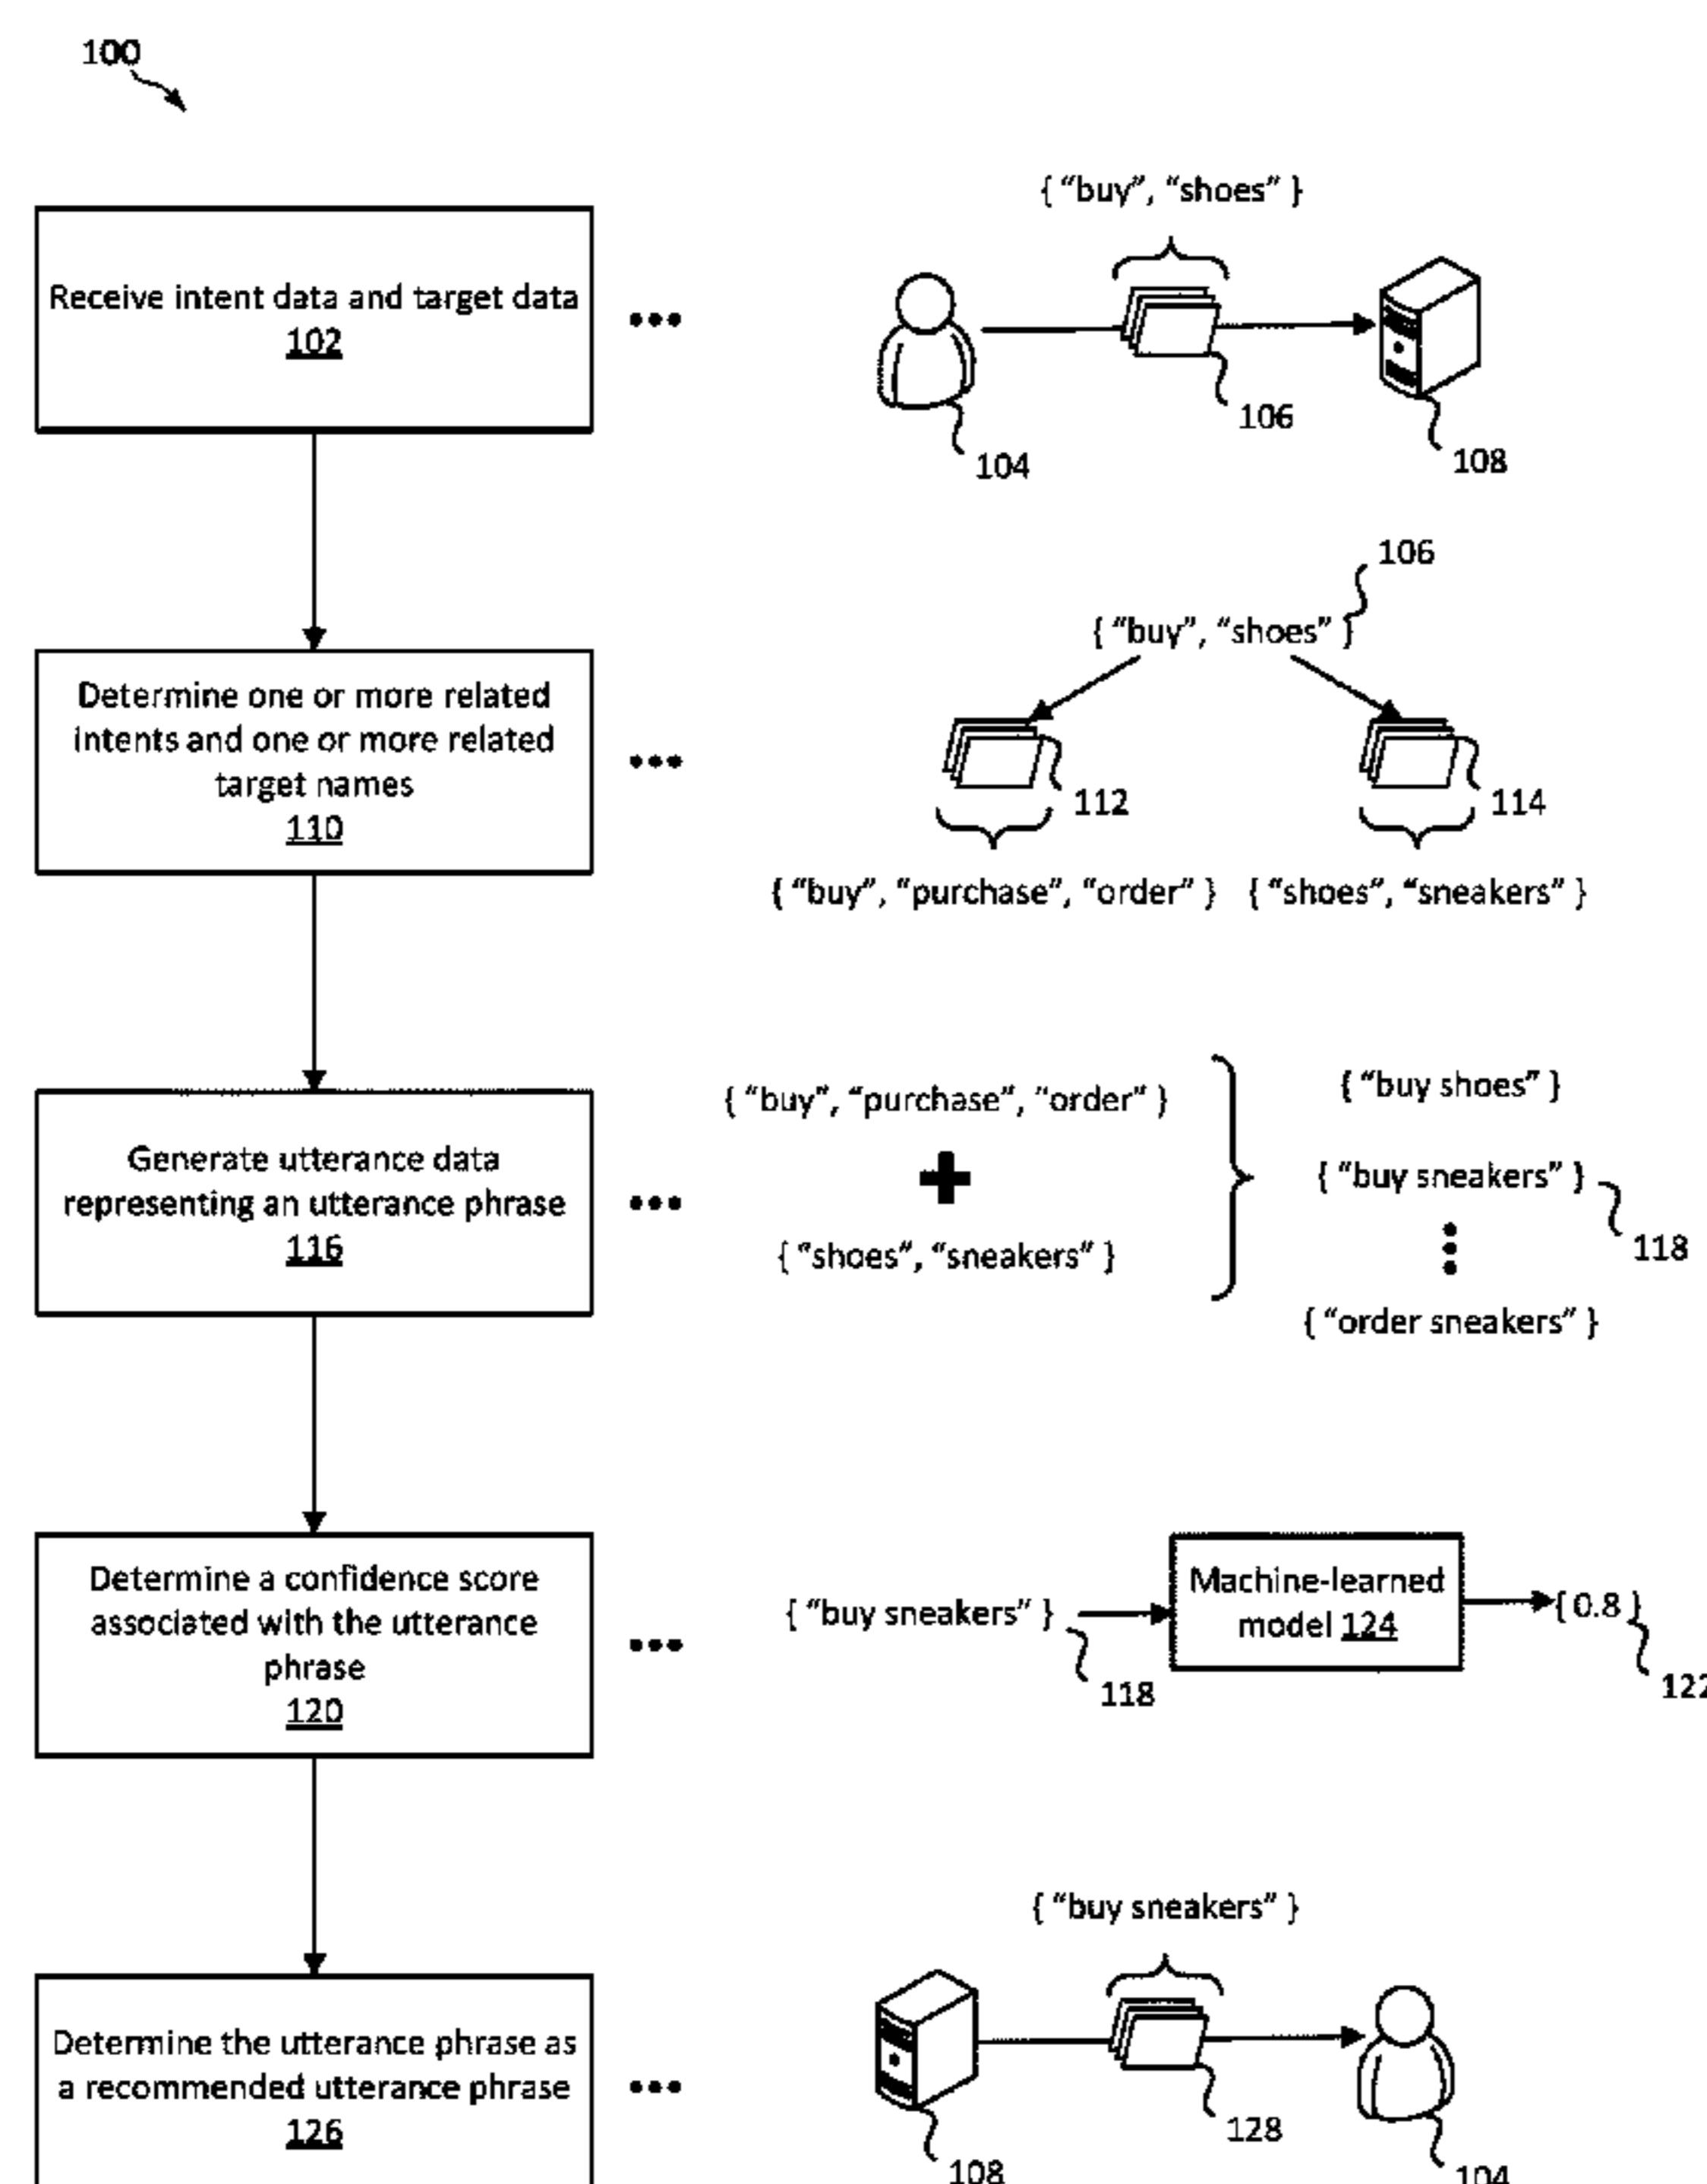 100
{ “buy”, “shoes” }
Receive intent data and target data
102
106
104
108
106
{ “buy”, “shoes” }
Determine one or more related
intents and one or more related
target names
110
112
114
{ “buy”, “purchase”, “order” }
{ “shoes”, “sneakers” }
Generate utterance data
representing an utterance phrase
116
{ “buy”, “purchase”, “order” }
+
{ “shoes”, “sneakers” }
{ “buy shoes” }
{ “buy sneakers” }
118
{ “order sneakers” }
Determine a confidence score
associated with the utterance
phrase
120
{ “buy sneakers” }
118
Machine-learned
model 124
{ 0.8 }
122
{ “buy sneakers” }
Determine the utterance phrase as
a recommended utterance phrase
126
128
108
104